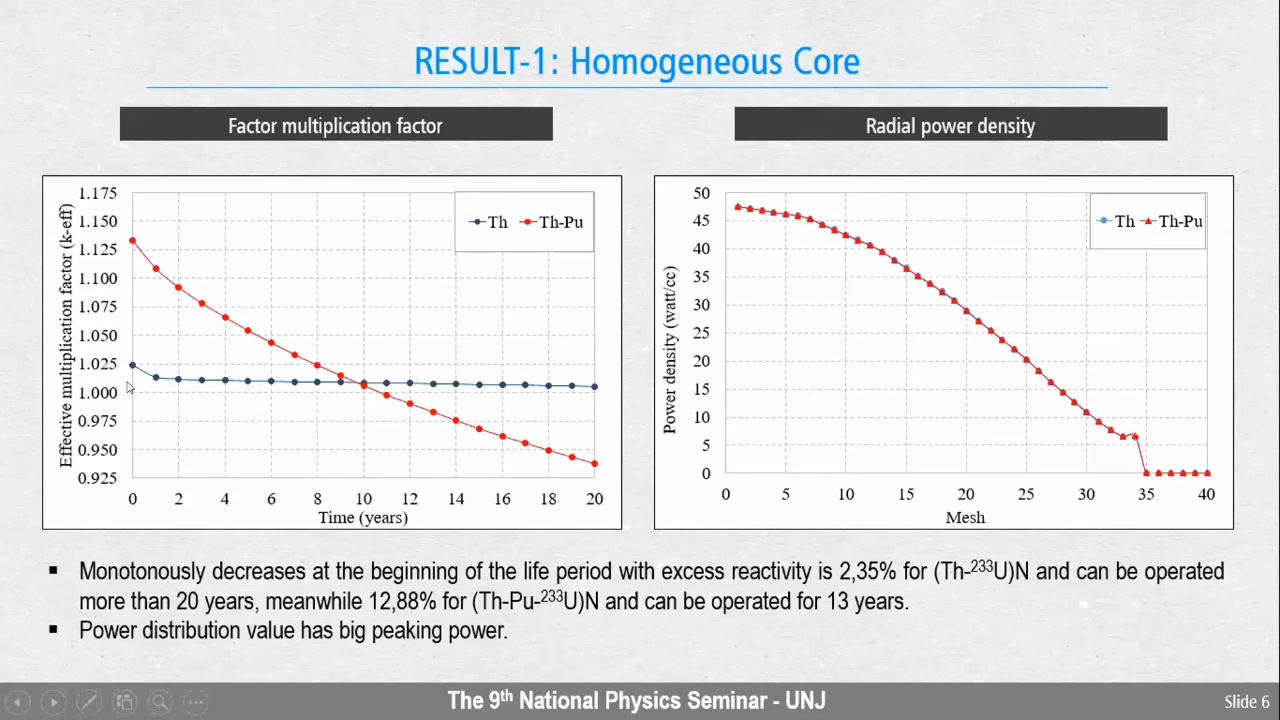 RESULT-1: Homogeneous Core
Factor multiplication factor
Radial power density
Effective multiplication factor (k-eff)
1.175
1.150
1.125
1.100
1.075
1.050
1.025
1.000
0.975
0.950
0.925
Th Th-Pu
0 2 4 6 8 10 12 14 16 18 20
Time (years)
Power density (watt/cc)
50
45
40
35
30
25
20
15
10
5
0
Th Th-Pu
0 5 10 15 20 25 30 35 40
Mesh
▪ Monotonously decreases at the beginning of the life period with excess reactivity is 2,35% for (Th-²³³U)N and can be operated
more than 20 years, meanwhile 12,88% for (Th-Pu-²³³U)N and can be operated for 13 years.
▪ Power distribution value has big peaking power.
The 9th National Physics Seminar - UNJ
Slide 6